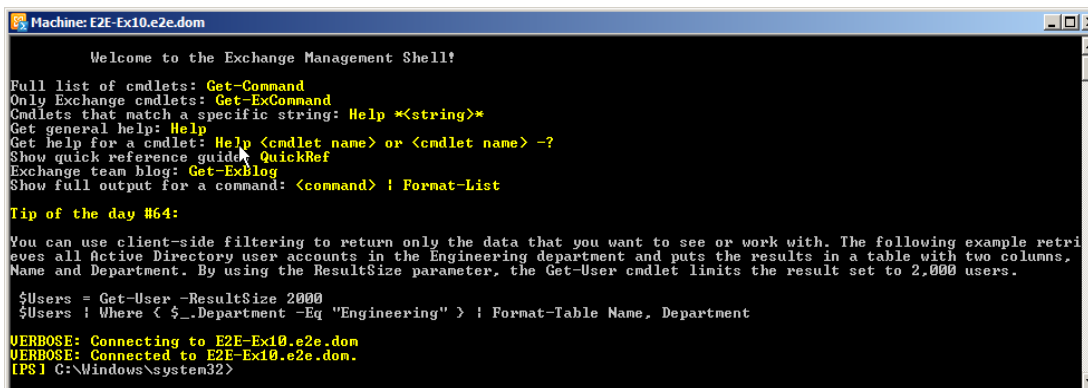 Machine: E2E-Ex10.e2e.dom
Welcome to the Exchange Management Shell!
Full list of cmdlets: Get-Command
Only Exchange cmdlets: Get-ExCommand
Cmdlets that match a specific string: Help *<string>*
Get general help: Help
Get help for a cmdlet: Help <cmdlet name> or <cmdlet name> -?
Show quick reference guide: QuickRef
Exchange team blog: Get-ExBlog
Show full output for a command: <command> | Format-List
Tip of the day #64:
You can use client-side filtering to return only the data that you want to see or work with. The following example retri
eves all Active Directory user accounts in the Engineering department and puts the results in a table with two columns,
Name and Department. By using the ResultSize parameter, the Get-User cmdlet limits the result set to 2,000 users.
$Users = Get-User -ResultSize 2000
$Users | Where { $_.Department -Eq "Engineering" } | Format-Table Name, Department
VERBOSE: Connecting to E2E-Ex10.e2e.dom
VERBOSE: Connected to E2E-Ex10.e2e.dom.
[PS] C:\Windows\system32>